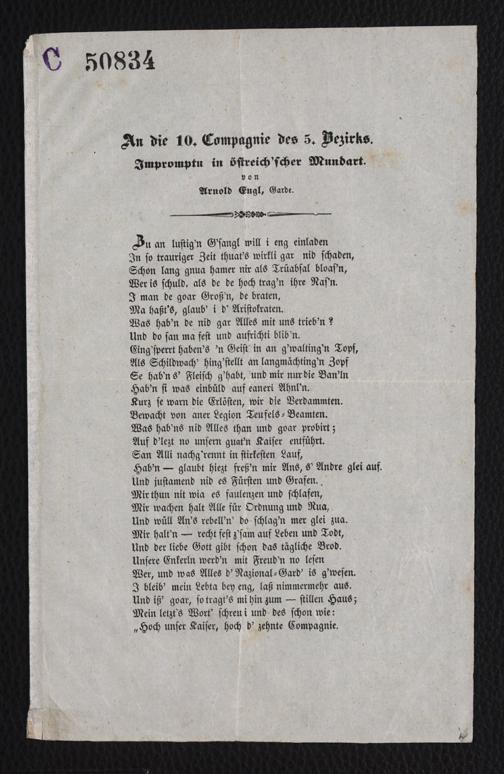 C 50834
An die 10. Compagnie des 5. Bezirks.
Impromptu in östreich'scher Mundart.
von
Arnold Engl, Garde.
Zu an lustig'n G'sangl will i eng einladen
In so trauriger Zeit thuat's wirkli gar nid schaden,
Schon lang gnua hamer nir als Trüabsal bloas'n,
Wer is schuld. als de de hoch trag'n ihre Nas'n.
I man de goar Groß'n, de braten,
Ma haßt's, glaub' i d' Aristokraten.
Was hab'n de nid gar Alles mit uns trieb'n?
Und do san ma fest und aufrichti blib'n.
Eing'sperrt haben's 'n Geist in an g'walting'n Topf,
Als Schildwach' hing'stellt an langmächting'n Zopf
Se hab'n s' Fleisch g'habt, und mir nur die Ban'ln
Hab'n si was einbüld auf eaneri Ahnl'n.
Kurz se warn die Erlösten, wir die Verdammten.
Bewacht von aner Legion Teufels-Beamten.
Was hab'ns nid Alles than und goar probirt;
Auf d'lezt no unsern guat'n Kaiser entführt.
San Alli nachg'rennt in stirkesten Lauf,
Hab'n — glaubt hiezt freß'n mir Ans, s' Andre glei auf.
Und justamend nid es Fürsten und Grafen.
Mir thun nit wia es faulenzen und schlafen,
Mir wachen halt Alle für Ordnung und Rua,
Und wüll An's rebell'n' do schlag'n mer glei zua.
Mir halt'n — recht fest z'sam auf Leben und Todt,
Und der liebe Gott gibt schon das tägliche Brod.
Unsere Enkerln werd'n mit Freud'n no lesen
Wer, und was Alles d' Nazional-Gard' is g'wesen.
I bleib' mein Lebta bey eng, laß nimmermehr aus.
Und iß' goar, so tragt's mi hin zum — stillen Haus;
Mein letzt's Wort' schreu i und des schon wie:
„Hoch unser Kaiser, hoch d' zehnte Compagnie.